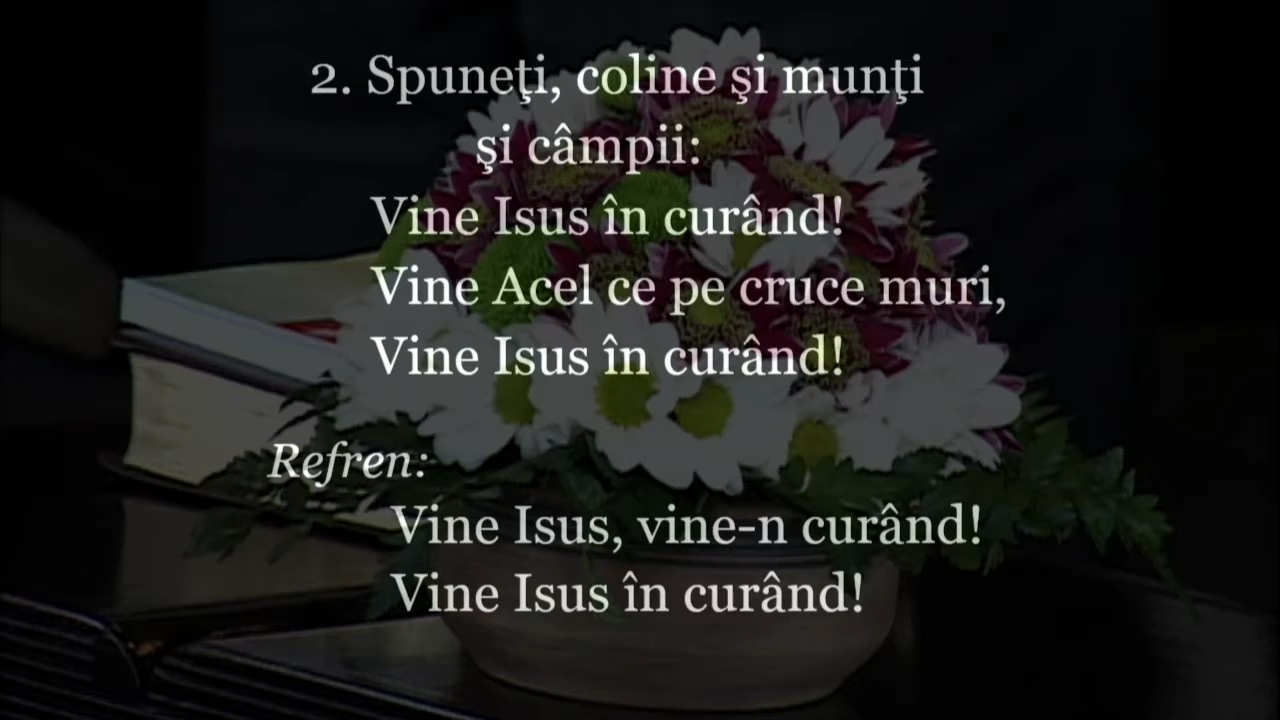 2. Spuneţi, coline şi munţi
şi câmpii:
Vine Isus în curând!
Vine Acel ce pe cruce muri,
Vine Isus în curând!
Refren:
Vine Isus, vine-n curând!
Vine Isus în curând!